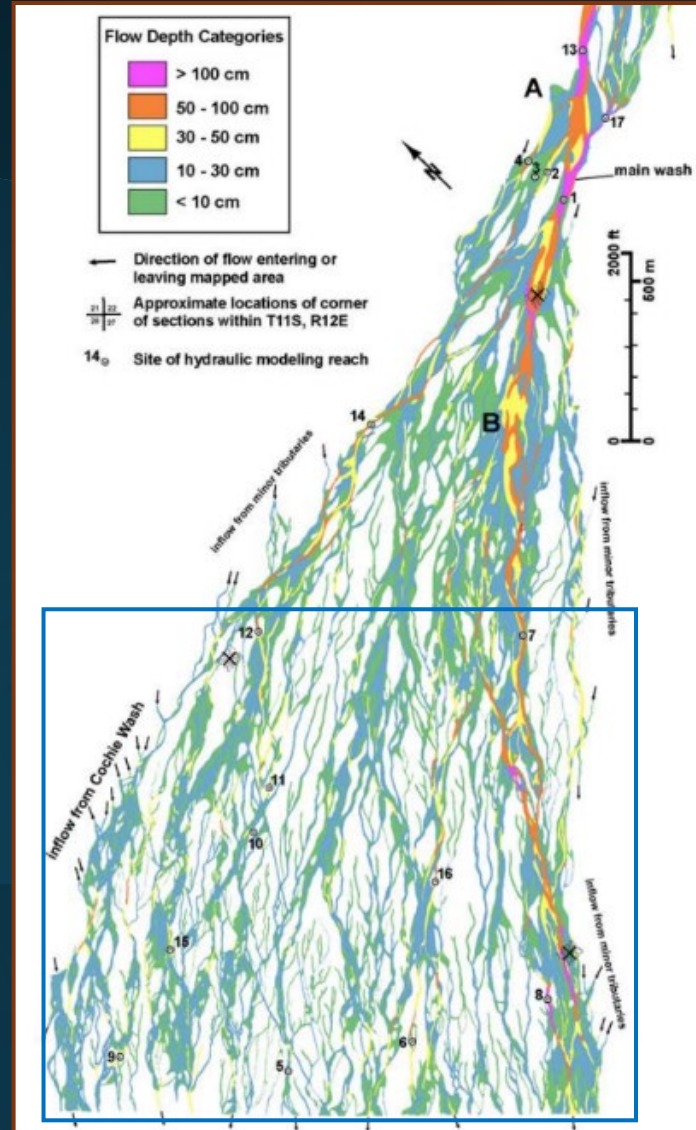 Flow Depth Categories
> 100 cm
50 - 100 cm
30 - 50 cm
10 - 30 cm
< 10 cm
Direction of flow entering or
leaving mapped area
Approximate locations of corner
of sections within T11S, R12E
14 Site of hydraulic modeling reach
13
A
17
N
4
3
2
main wash
1
2000 ft
600 m
0
0
14
B
inflow from minor tributaries
inflow from minor tributaries
12
7
inflow from Cochie Wash
11
10
16
15
inflow from minor tributaries
8
9
5
6